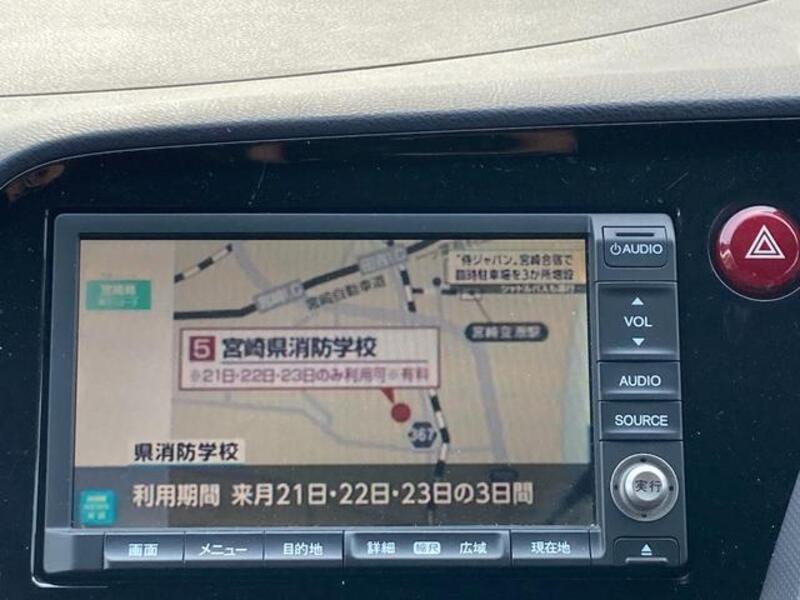 宮崎県
"侍ジャパン"宮崎合宿で
臨時駐車場を3か所増設
シャトルバスも運行
宮崎自動車道
宮崎空港駅
5 宮崎県消防学校
※21日・22日・23日のみ利用可※有料
367
県消防学校
利用期間 来月21日・22日・23日の3日間
AUDIO
VOL
AUDIO
SOURCE
実行
画面 メニュー 目的地 詳細 縮尺 広域 現在地